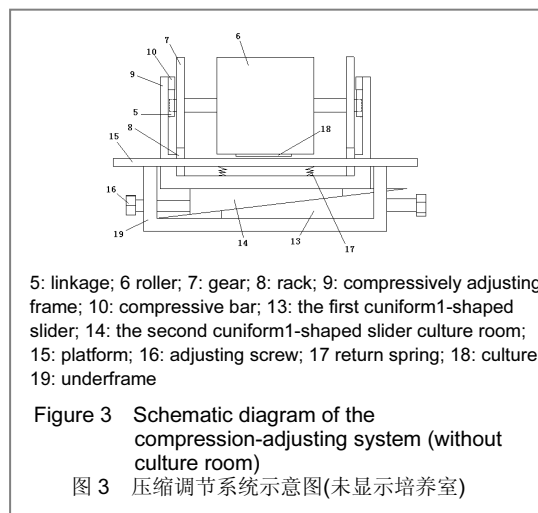 7
6
10
9
5
8
18
15
16
19
14
13
17
5: linkage; 6 roller; 7: gear; 8: rack; 9: compressively adjusting
frame; 10: compressive bar; 13: the first cuniform1-shaped
slider; 14: the second cuniform1-shaped slider culture room;
15: platform; 16: adjusting screw; 17 return spring; 18: culture
19: underframe
Figure 3 Schematic diagram of the
compression-adjusting system (without
culture room)
图 3 压缩调节系统示意图(未显示培养室)